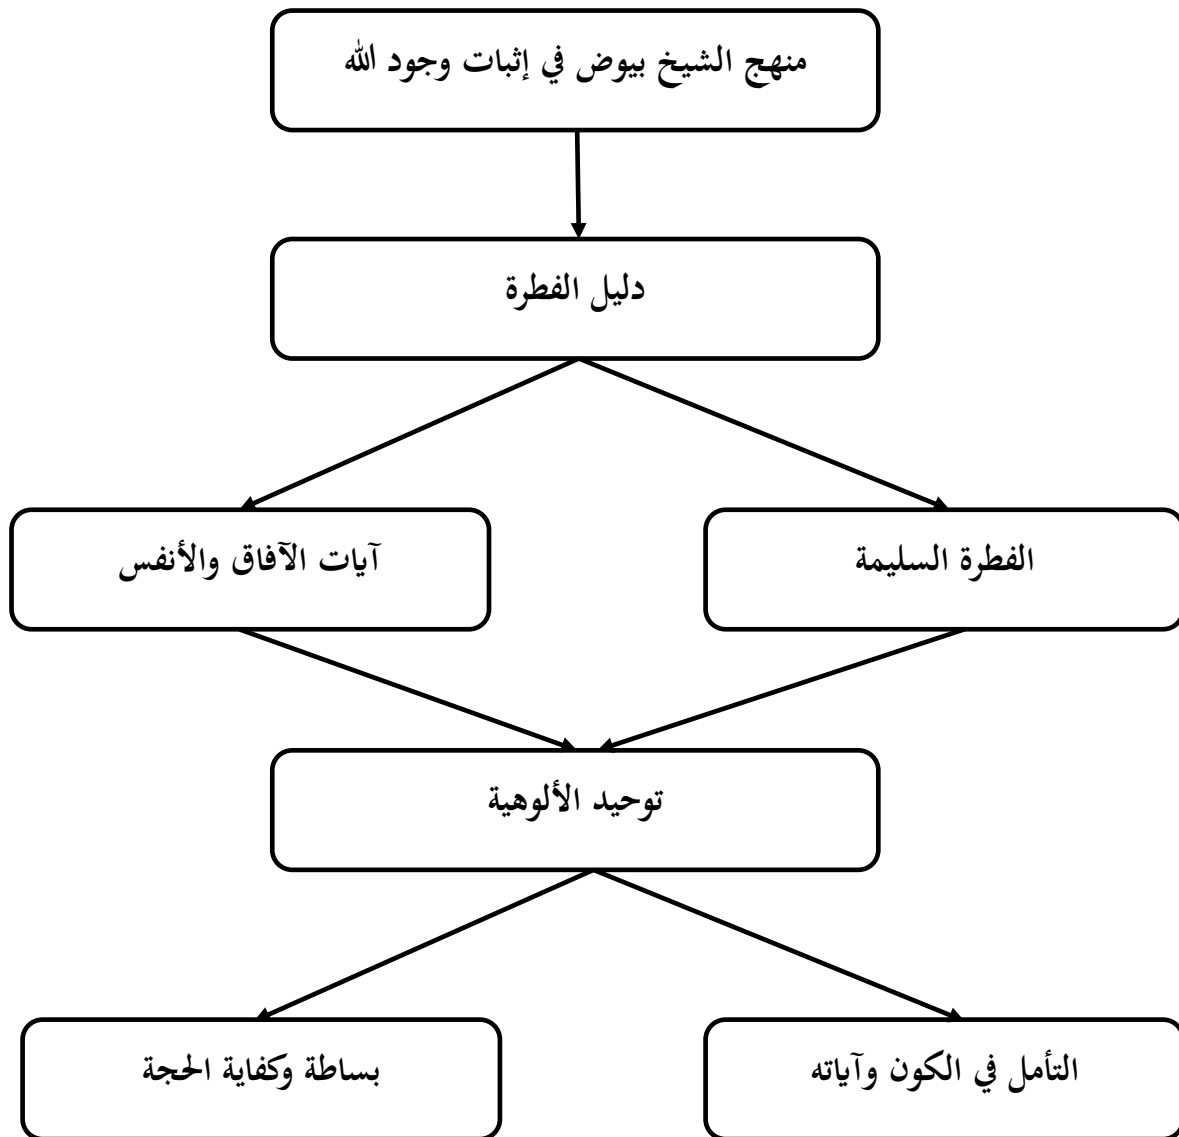 منهج الشيخ بيوض في إثبات وجود الله
دليل الفطرة
الفطرة السليمة
آيات الآفاق والأنفس
توحيد الألوهية
التأمل في الكون وآياته
بساطة وكفاية الحجة